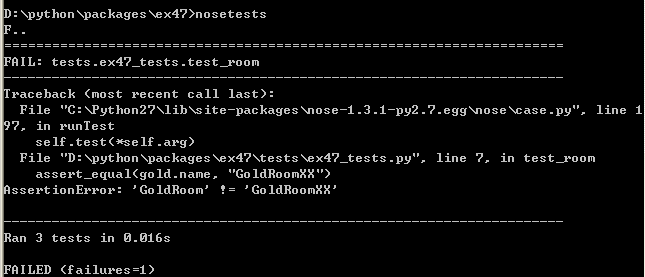 D:\python\packages\ex47>nosetests
F..
======================================================================
FAIL: tests.ex47_tests.test_room
----------------------------------------------------------------------
Traceback (most recent call last):
  File "C:\Python27\lib\site-packages\nose-1.3.1-py2.7.egg\nose\case.py", line 1
97, in runTest
    self.test(*self.arg)
  File "D:\python\packages\ex47\tests\ex47_tests.py", line 7, in test_room
    assert_equal(gold.name, "GoldRoomXX")
AssertionError: 'GoldRoom' != 'GoldRoomXX'

----------------------------------------------------------------------
Ran 3 tests in 0.016s

FAILED (failures=1)